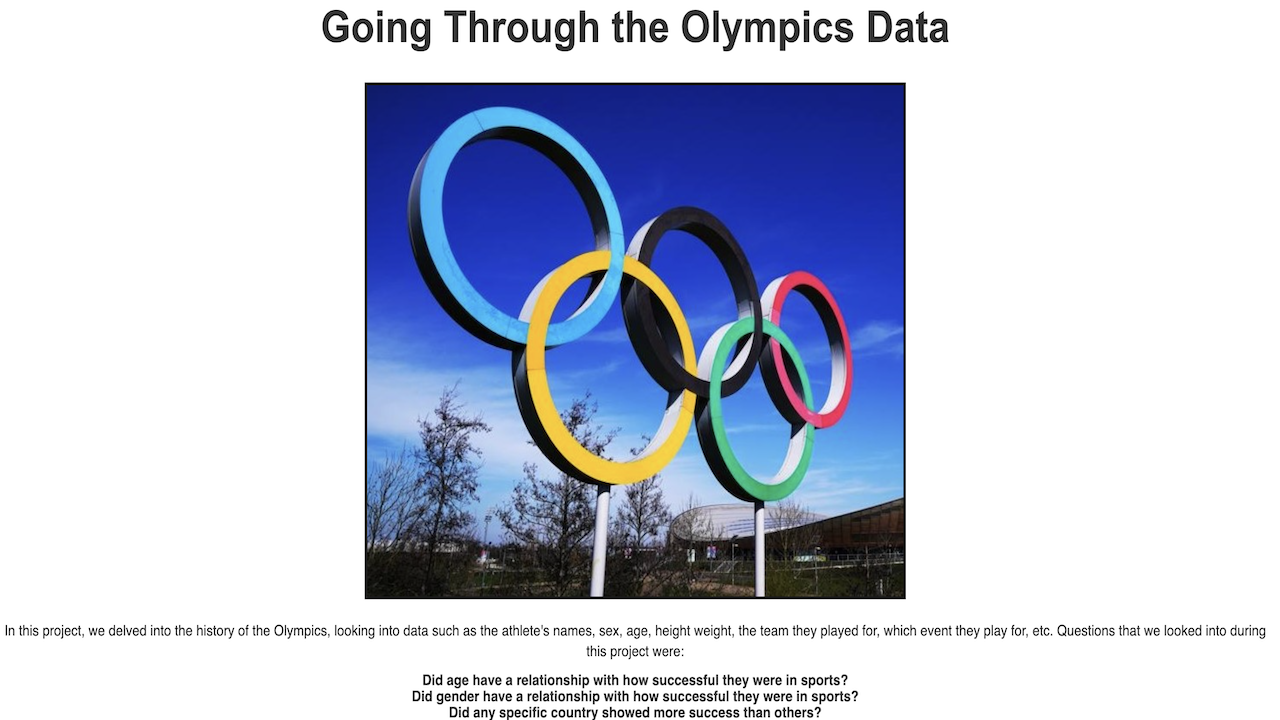 Going Through the Olympics Data
In this project, we delved into the history of the Olympics, looking into data such as the athlete's names, sex, age, height weight, the team they played for, which event they play for, etc. Questions that we looked into during
this project were:
Did age have a relationship with how successful they were in sports?
Did gender have a relationship with how successful they were in sports?
Did any specific country showed more success than others?